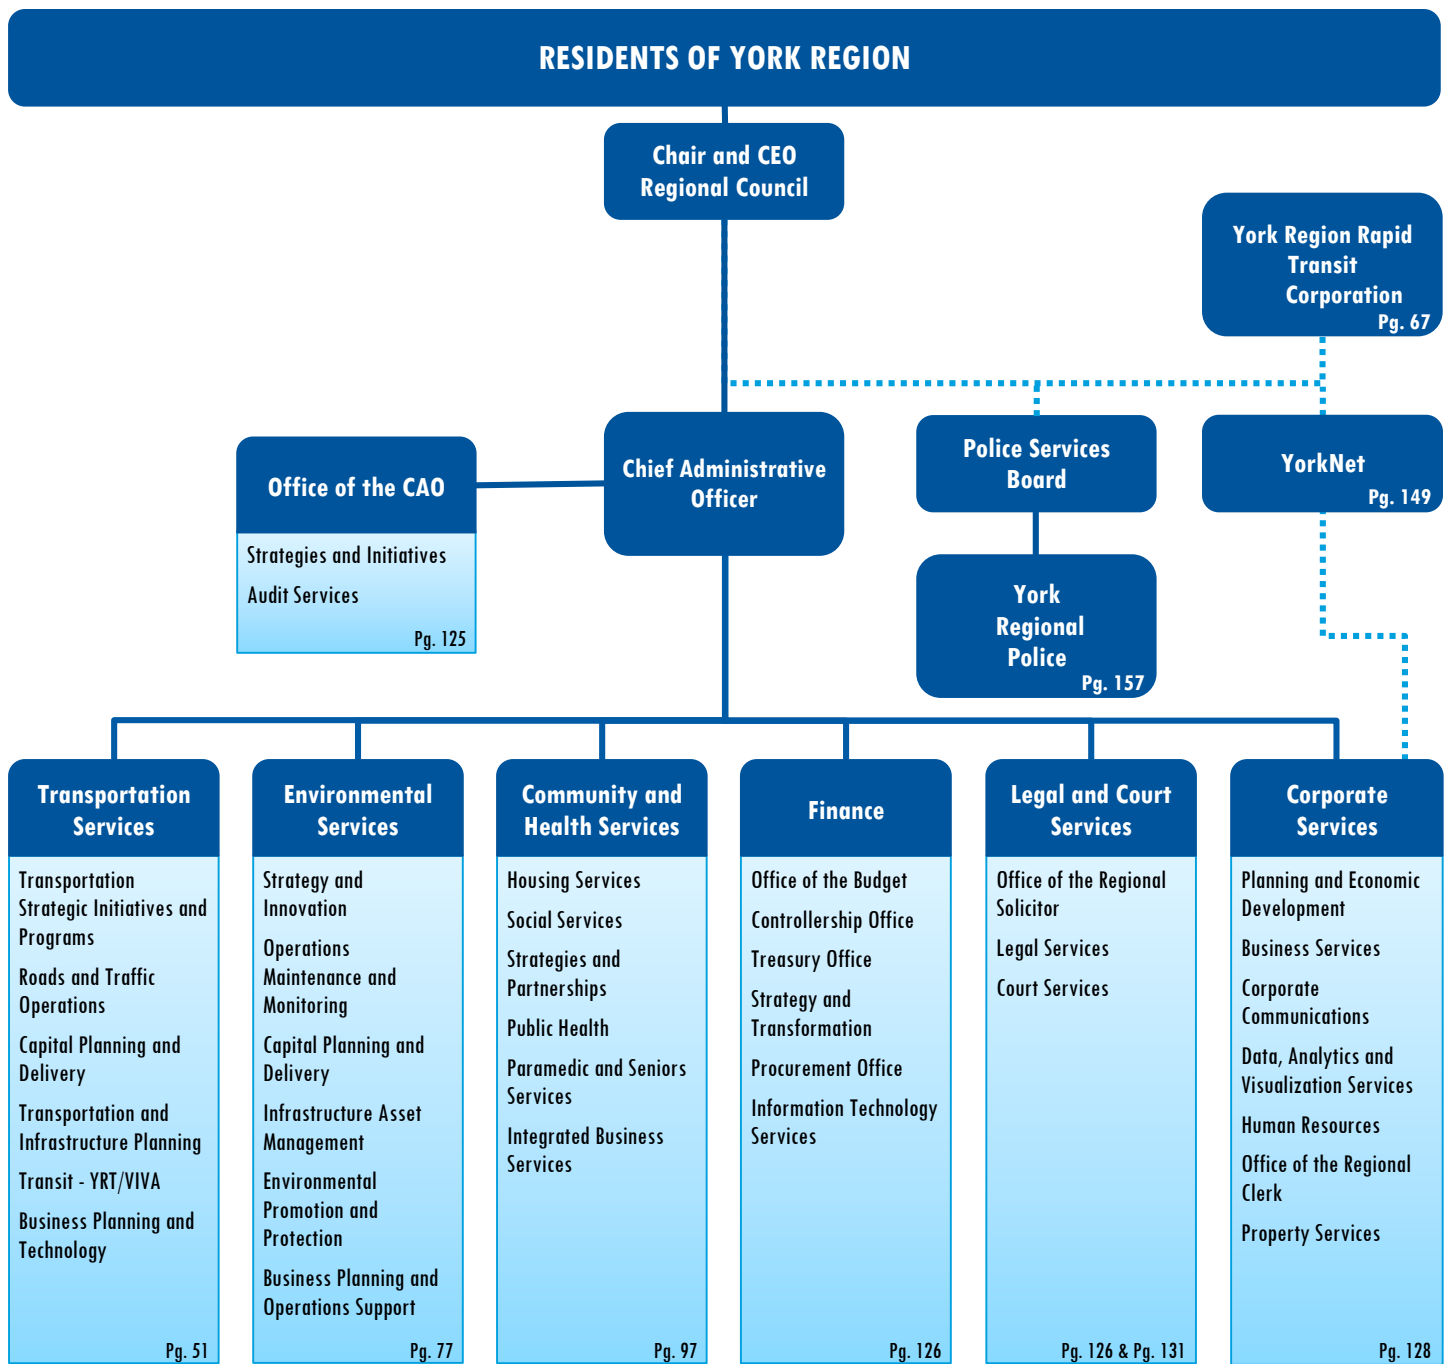 RESIDENTS OF YORK REGION
Chair and CEO
Regional Council
York Region Rapid
Transit
Corporation
Pg. 67
Office of the CAO
Strategies and Initiatives
Audit Services
Pg. 125
Chief Administrative
Officer
Police Services
Board
YorkNet
Pg. 149
York
Regional
Police
Pg. 157
Transportation
Services
Transportation
Strategic Initiatives and
Programs
Roads and Traffic
Operations
Capital Planning and
Delivery
Transportation and
Infrastructure Planning
Transit - YRT/VIVA
Business Planning and
Technology
Pg. 51
Environmental
Services
Strategy and
Innovation
Operations
Maintenance and
Monitoring
Capital Planning and
Delivery
Infrastructure Asset
Management
Environmental
Promotion and
Protection
Business Planning and
Operations Support
Pg. 77
Community and
Health Services
Housing Services
Social Services
Strategies and
Partnerships
Public Health
Paramedic and Seniors
Services
Integrated Business
Services
Pg. 97
Finance
Office of the Budget
Controllership Office
Treasury Office
Strategy and
Transformation
Procurement Office
Information Technology
Services
Pg. 126
Legal and Court
Services
Office of the Regional
Solicitor
Legal Services
Court Services
Pg. 126 & Pg. 131
Corporate
Services
Planning and Economic
Development
Business Services
Corporate
Communications
Data, Analytics and
Visualization Services
Human Resources
Office of the Regional
Clerk
Property Services
Pg. 128